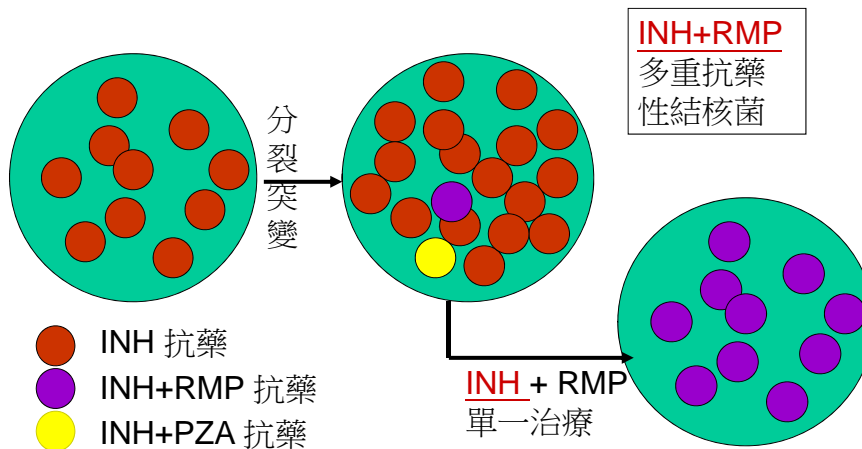 INH+RMP
多重抗藥
性結核菌
分
裂
突
變
INH 抗藥
INH+RMP 抗藥
INH+PZA 抗藥
INH + RMP
單一治療